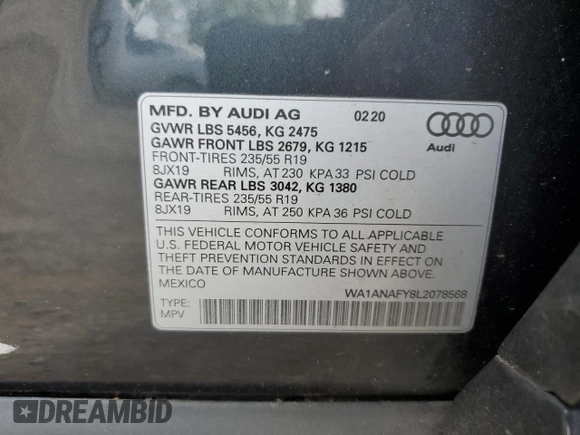 MFD. BY AUDI AG 02 20
GVWR LBS 5456, KG 2475
GAWR FRONT LBS 2679, KG 1215
FRONT-TIRES 235/55 R19
8JX19 RIMS, AT 230 KPA 33 PSI COLD
GAWR REAR LBS 3042, KG 1380
REAR-TIRES 235/55 R19
8JX19 RIMS, AT 250 KPA 36 PSI COLD
Audi
THIS VEHICLE CONFORMS TO ALL APPLICABLE
U.S. FEDERAL MOTOR VEHICLE SAFETY AND
THEFT PREVENTION STANDARDS IN EFFECT ON
THE DATE OF MANUFACTURE SHOWN ABOVE.
MEXICO
WA1ANAFY8L2078568
TYPE:
MPV
DREAMBID